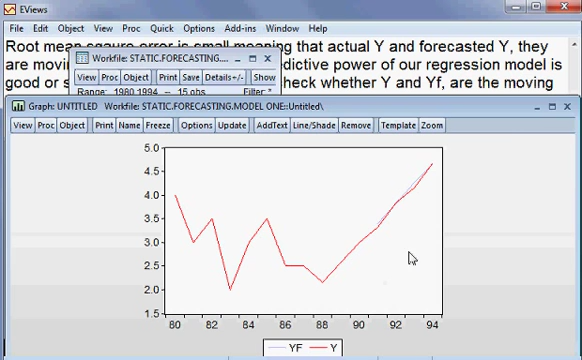 EViews
File Edit Object View Proc Quick Options Add-ins Window Help
Root mean square error is small meaning that actual Y and forecasted Y, they
are movi
edictive power of our regression model is
good or s
heck whether Y and Yf, are the moving
Workfile: STATIC.FORECASTING....
View Proc Object Print Save Details+/- Show
Range: 1980 1994 -- 15 obs Filter: *
Graph: UNTITLED Workfile: STATIC.FORECASTING.MODEL ONE::Untitled\
View Proc Object Print Name Freeze Options Update AddText Line/Shade Remove Template Zoom
5.0
4.5
4.0
3.5
3.0
2.5
2.0
1.5
80 82 84 86 88 90 92 94
YF Y